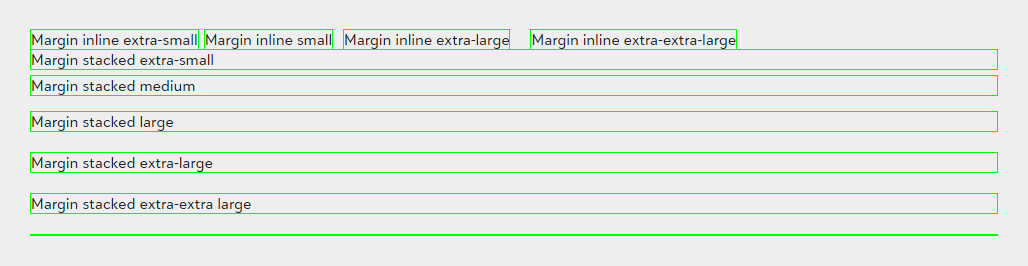 Margin inline extra-small Margin inline small Margin inline extra-large Margin inline extra-extra-large
Margin stacked extra-small
Margin stacked medium
Margin stacked large
Margin stacked extra-large
Margin stacked extra-extra large